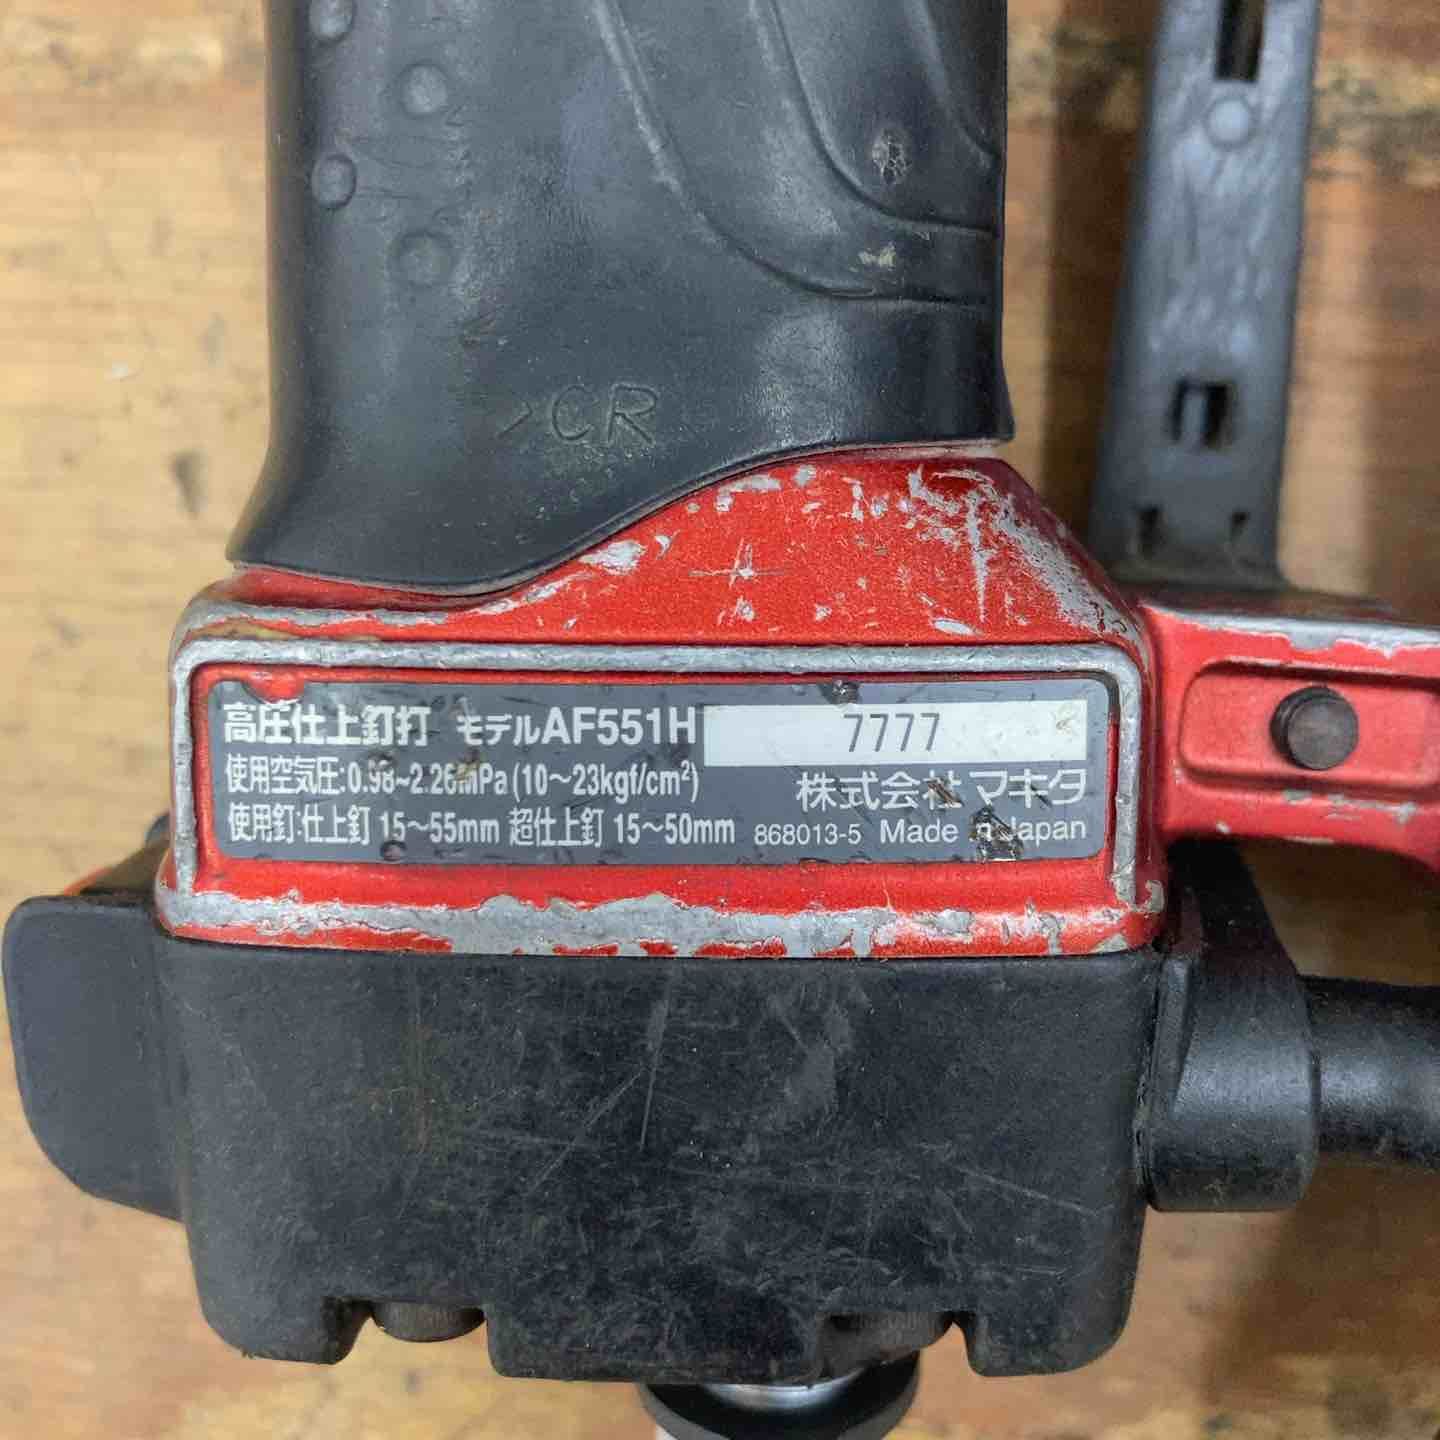 >CR
高圧仕上釘打 モデルAF551H 7777
使用空気圧:0.98~2.26MPa(10~23kgf/cm²)
株式会社マキタ
使用釘:仕上釘 15~55mm 超仕上釘 15~50mm
868013-5 Made in Japan